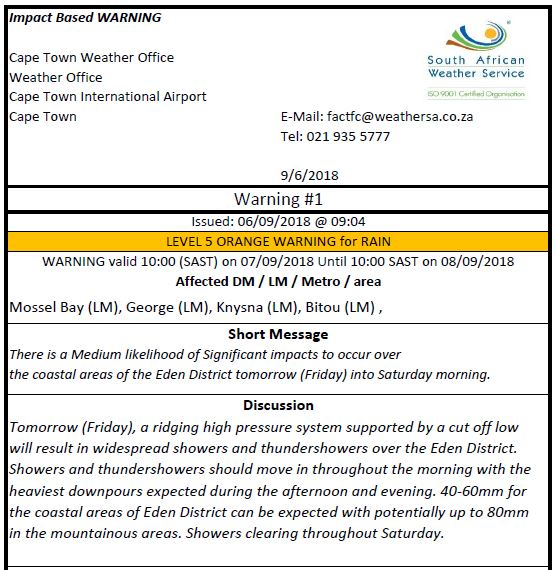 Impact Based WARNING
Cape Town Weather Office
Weather Office
Cape Town International Airport
Cape Town
South African
Weather Service
ISO 9001 Certified Organisation
E-Mail: factfc@weathersa.co.za
Tel: 021 935 5777
9/6/2018
Warning #1
Issued: 06/09/2018 @ 09:04
LEVEL 5 ORANGE WARNING for RAIN
WARNING valid 10:00 (SAST) on 07/09/2018 Until 10:00 SAST on 08/09/2018
Affected DM / LM / Metro / area
Mossel Bay (LM), George (LM), Knysna (LM), Bitou (LM) ,
Short Message
There is a Medium likelihood of Significant impacts to occur over
the coastal areas of the Eden District tomorrow (Friday) into Saturday morning.
Discussion
Tomorrow (Friday), a ridging high pressure system supported by a cut off low
will result in widespread showers and thundershowers over the Eden District.
Showers and thundershowers should move in throughout the morning with the
heaviest downpours expected during the afternoon and evening. 40-60mm for
the coastal areas of Eden District can be expected with potentially up to 80mm
in the mountainous areas. Showers clearing throughout Saturday.